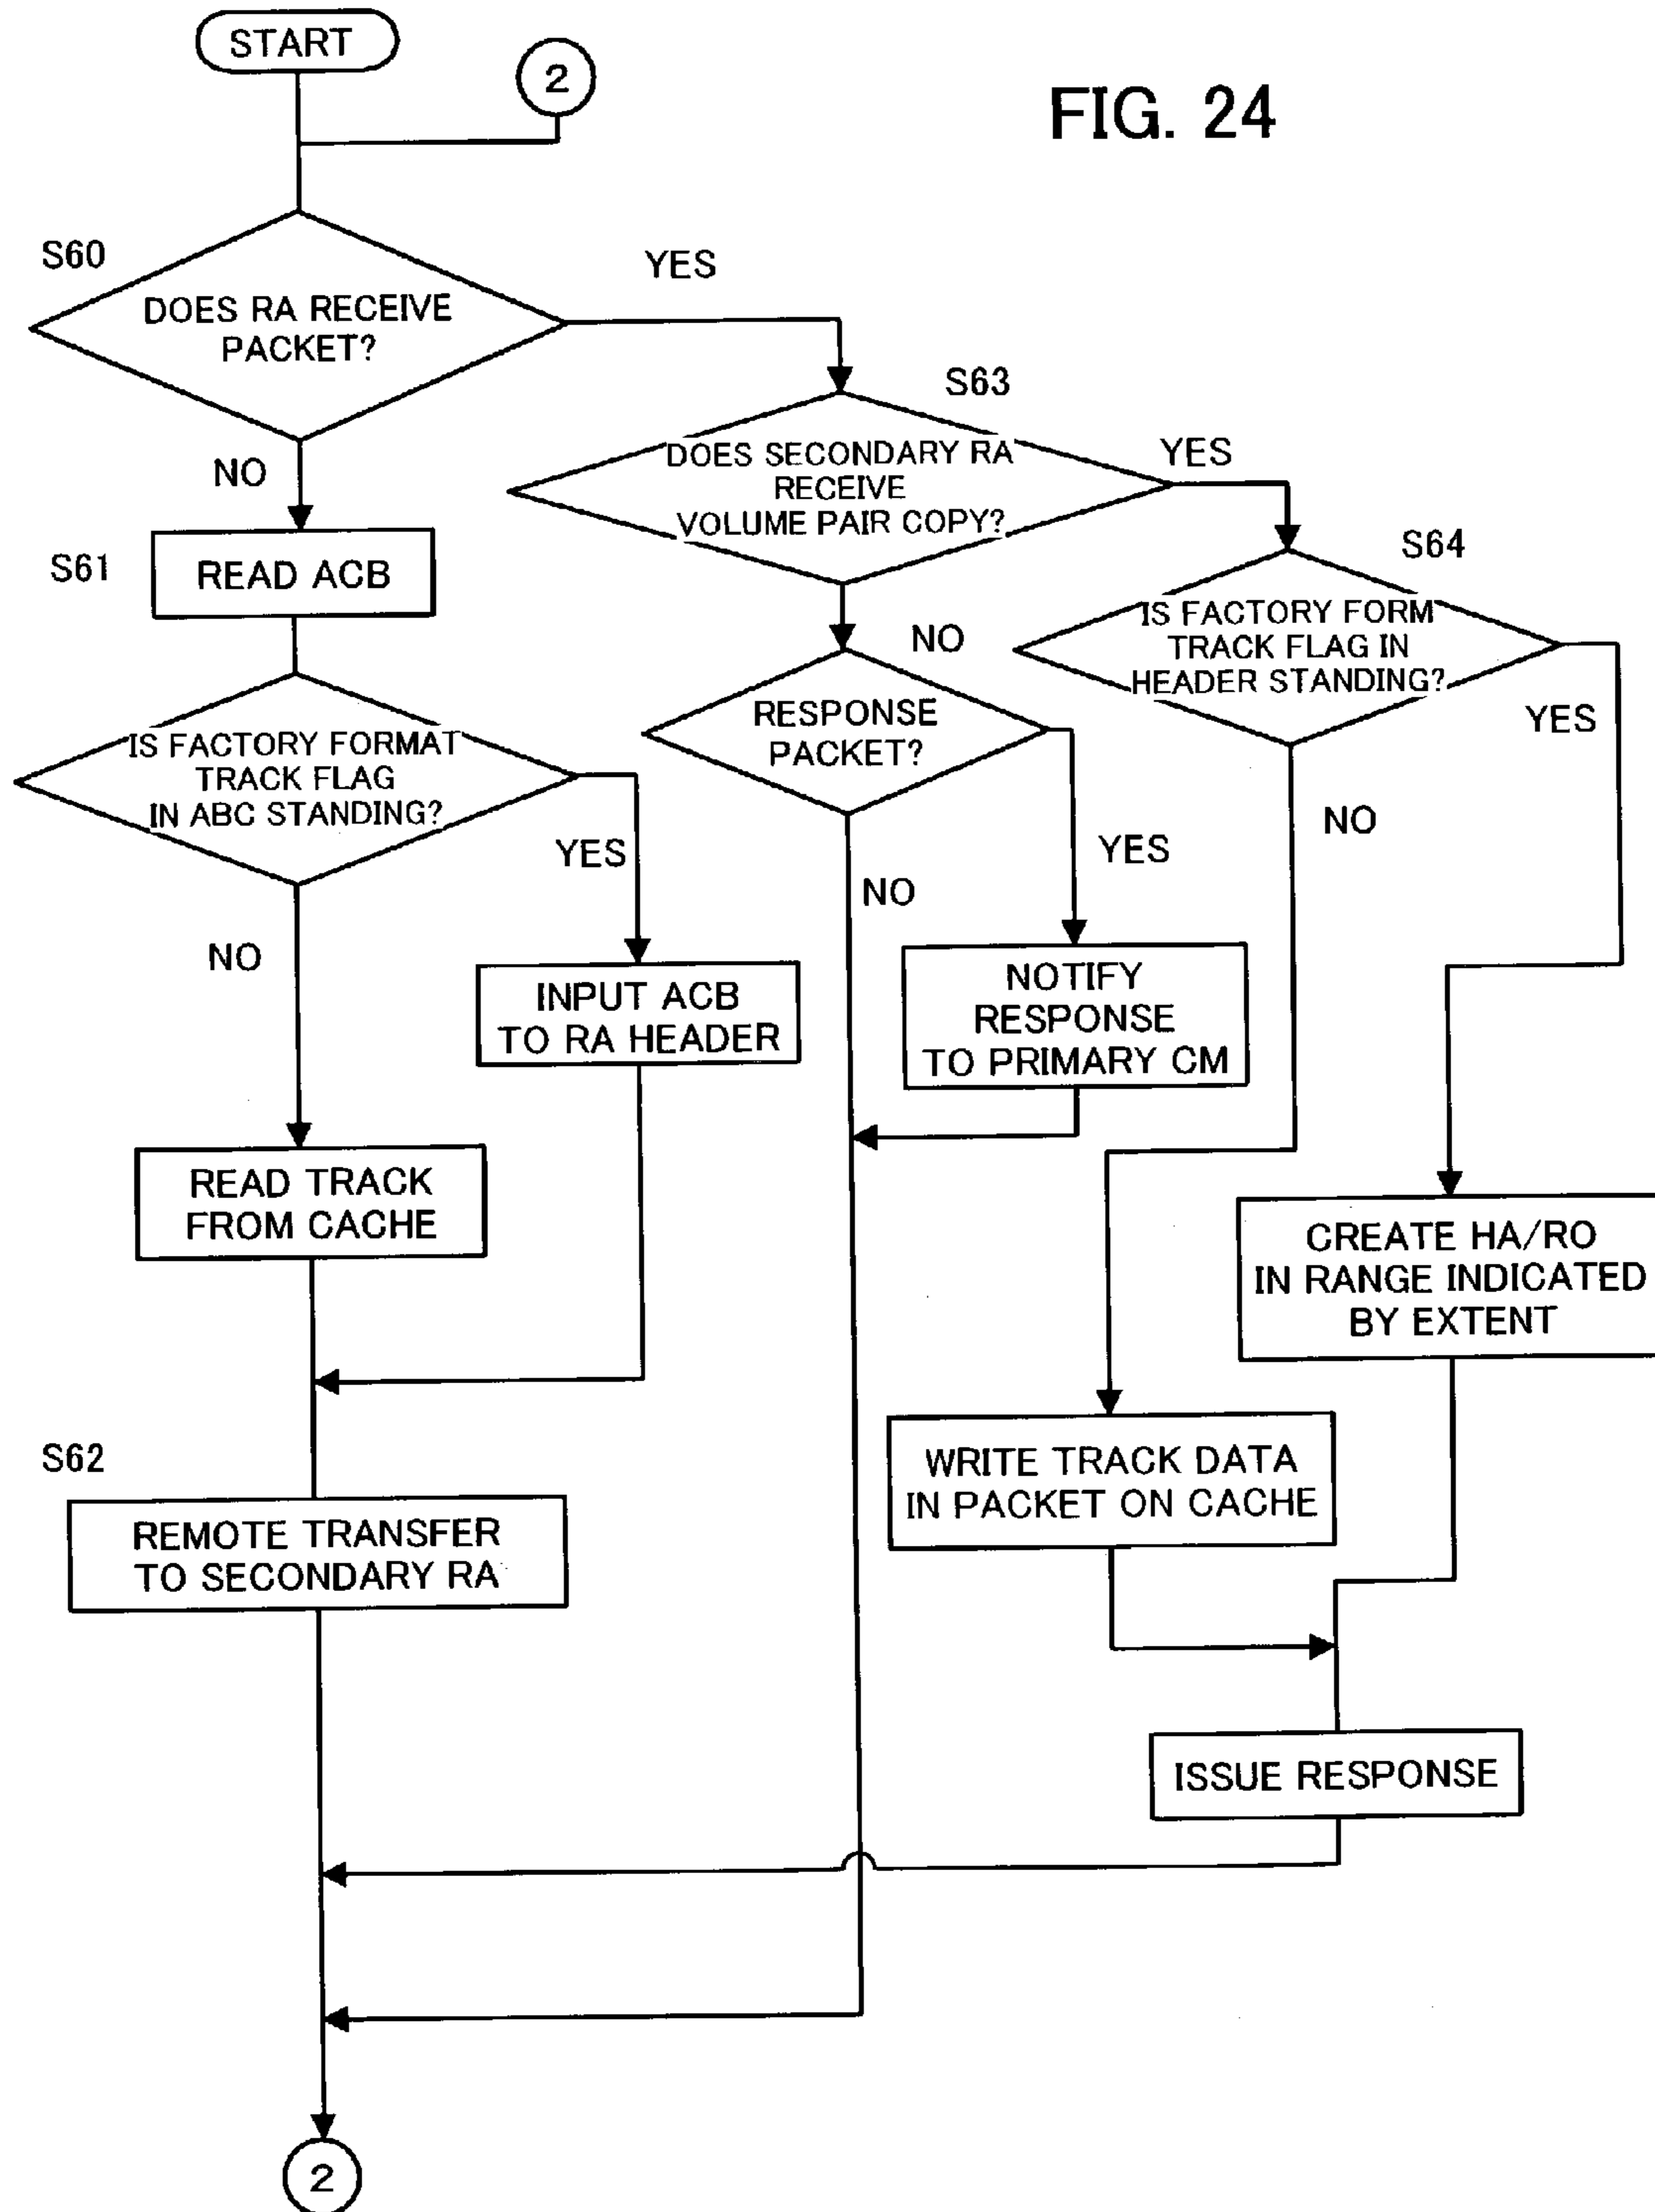 START
2
FIG. 24
S60
DOES RA RECEIVE
PACKET?
YES
NO
S63
DOES SECONDARY RA
RECEIVE
VOLUME PAIR COPY?
YES
S61
READ ACB
S64
IS FACTORY FORM
TRACK FLAG IN
HEADER STANDING?
NO
YES
IS FACTORY FORMAT
TRACK FLAG
IN ABC STANDING?
RESPONSE
PACKET?
YES
YES
NO
NO
NO
INPUT ACB
TO RA HEADER
NOTIFY
RESPONSE
TO PRIMARY CM
READ TRACK
FROM CACHE
CREATE HA/RO
IN RANGE INDICATED
BY EXTENT
S62
WRITE TRACK DATA
IN PACKET ON CACHE
REMOTE TRANSFER
TO SECONDARY RA
ISSUE RESPONSE
2